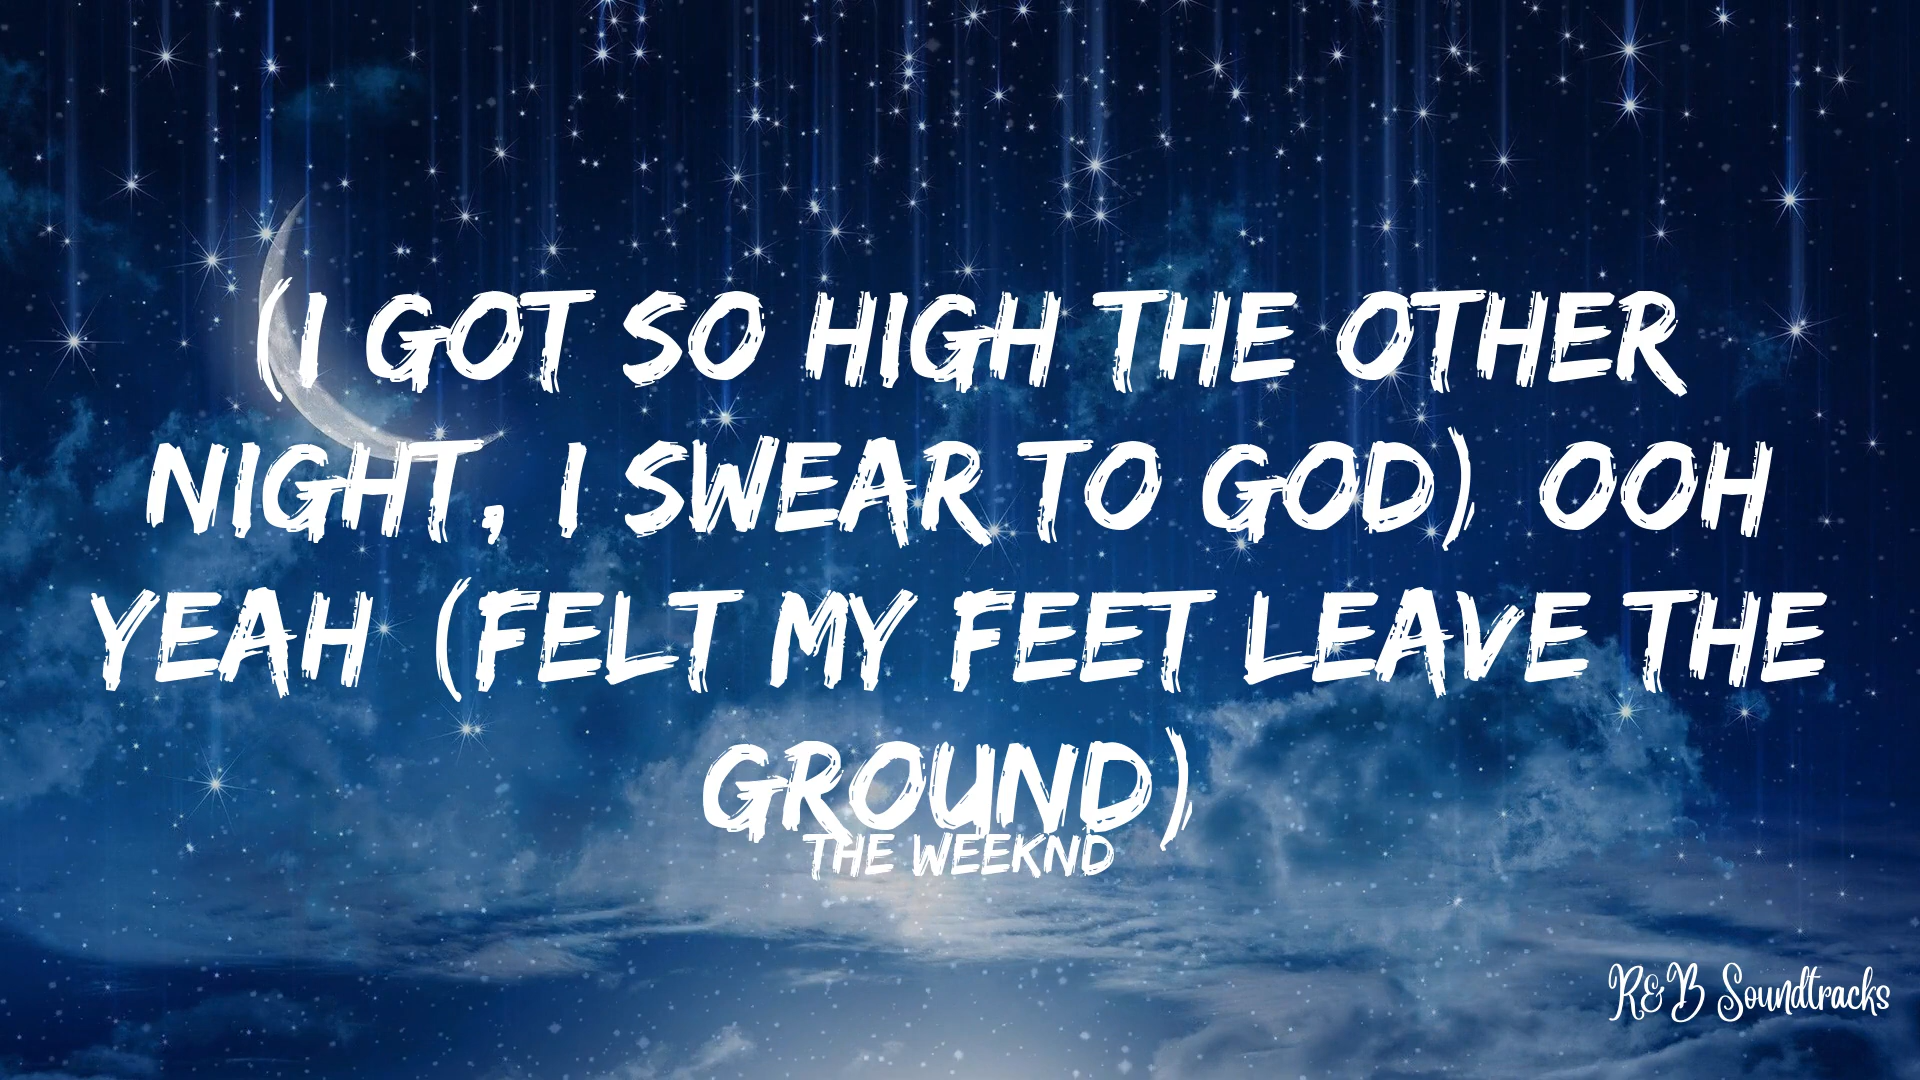 (I GOT SO HIGH THE OTHER
NIGHT, I SWEAR TO GOD) OOH
YEAH (FELT MY FEET LEAVE THE
GROUND)
THE WEEKND
R&B Soundtracks